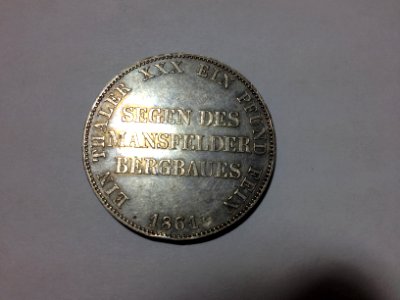 EIN THALER XXX EIN PFUND FEIN
SEGEN DES
MANSFELDER
BERGBAUES
1861